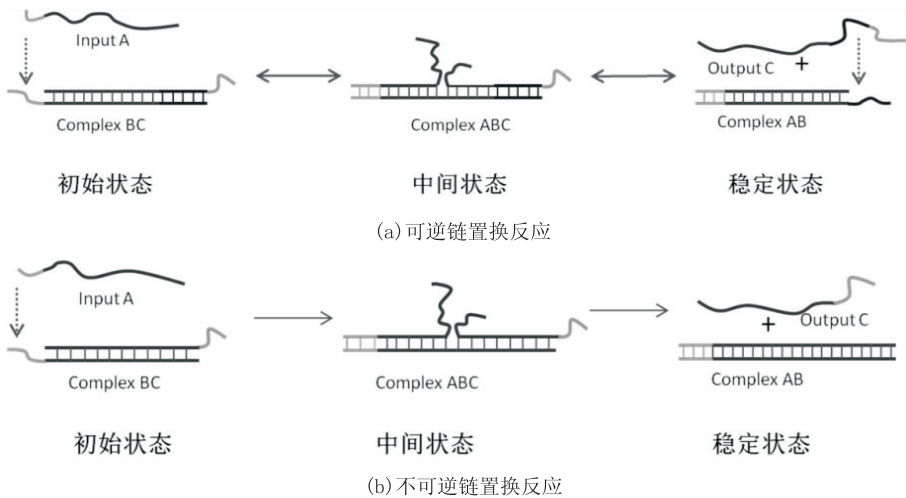 Input A
Output C
+
Complex BC
Complex ABC
Complex AB
初始状态
中间状态
稳定状态
(a)可逆链置换反应
Input A
Output C
+
Complex BC
Complex ABC
Complex AB
初始状态
中间状态
稳定状态
(b)不可逆链置换反应